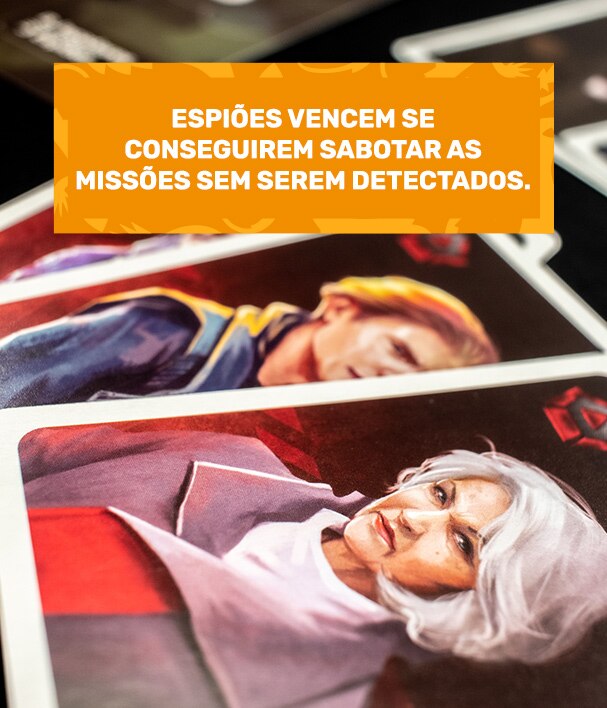 ESPIÕES VENCEM SE
CONSEGUIREM SABOTAR AS
MISSÕES SEM SEREM DETECTADOS.